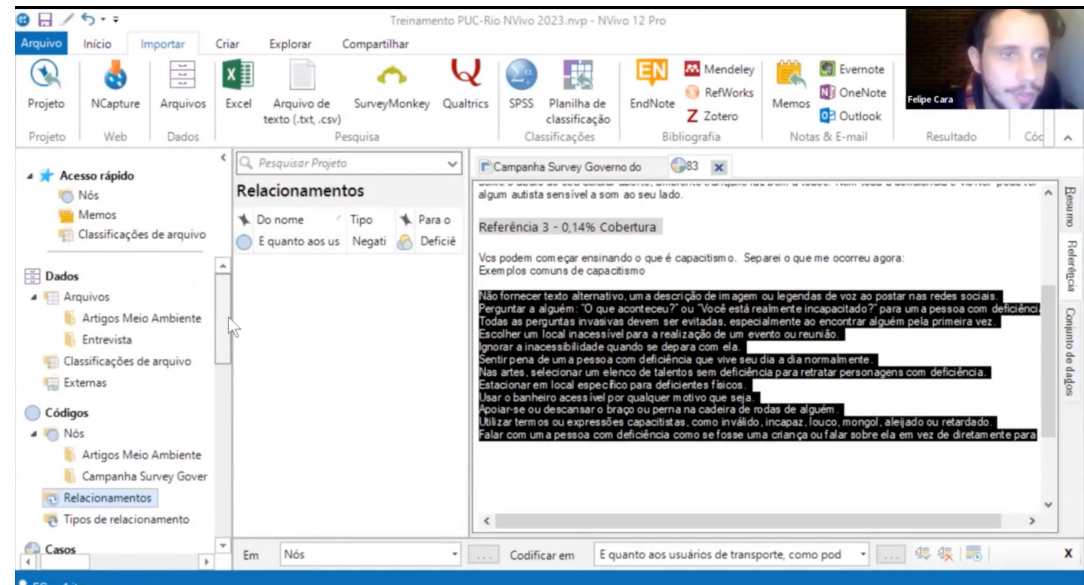 Treinamento PUC-Rio NVivo 2023.nvp - NVivo 12 Pro
Arquivo Início Importar Criar Explorar Compartilhar
Projeto NCapture Arquivos Excel Arquivo de texto (.txt, .csv) SurveyMonkey Qualtrics SPSS Planilha de classificação EndNote Mendeley RefWorks Zotero Memos Evernote OneNote Outlook
Felipe Cara
Projeto Web Dados Pesquisa Classificações Bibliografia Notas & E-mail Resultado Cód
Acesso rápido
Nós
Memos
Classificações de arquivo
Dados
Arquivos
Artigos Meio Ambiente
Entrevista
Classificações de arquivo
Externas
Códigos
Nós
Artigos Meio Ambiente
Campanha Survey Gover
Relacionamentos
Tipos de relacionamento
Casos
Pesquisar Projeto
Relacionamentos
Do nome Tipo Para o
E quanto aos us Negati Deficiê
Campanha Survey Governo do 83
algum autista sensível a som ao seu lado.
Referência 3 - 0,14% Cobertura
Vcs podem começar ensinando o que é capacitismo. Separei o que me ocorreu agora:
Exemplos comuns de capacitismo
Não fornecer texto alternativo, uma descrição de imagem ou legendas de voz ao postar nas redes sociais.
Perguntar a alguém: "O que aconteceu?" ou "Você está realmente incapacitado?" para uma pessoa com deficiênci
Todas as perguntas invasivas devem ser evitadas, especialmente ao encontrar alguém pela primeira vez.
Escolher um local inacessível para a realização de um evento ou reunião.
Ignorar a inacessibilidade quando se depara com ela.
Sentir pena de uma pessoa com deficiência que vive seu dia a dia normalmente.
Nas artes, selecionar um elenco de talentos sem deficiência para retratar personagens com deficiência.
Estacionar em local específico para deficientes físicos.
Usar o banheiro acessível por qualquer motivo que seja.
Apoiar-se ou descansar o braço ou perna na cadeira de rodas de alguém.
Utilizar termos ou expressões capacitistas, como inválido, incapaz, louco, mongol, aleijado ou retardado.
Falar com uma pessoa com deficiência como se fosse uma criança ou falar sobre ela em vez de diretamente para
Resumo
Referência
Conjunto de dados
Em Nós ... Codificar em E quanto aos usuários de transporte, como pod ... X